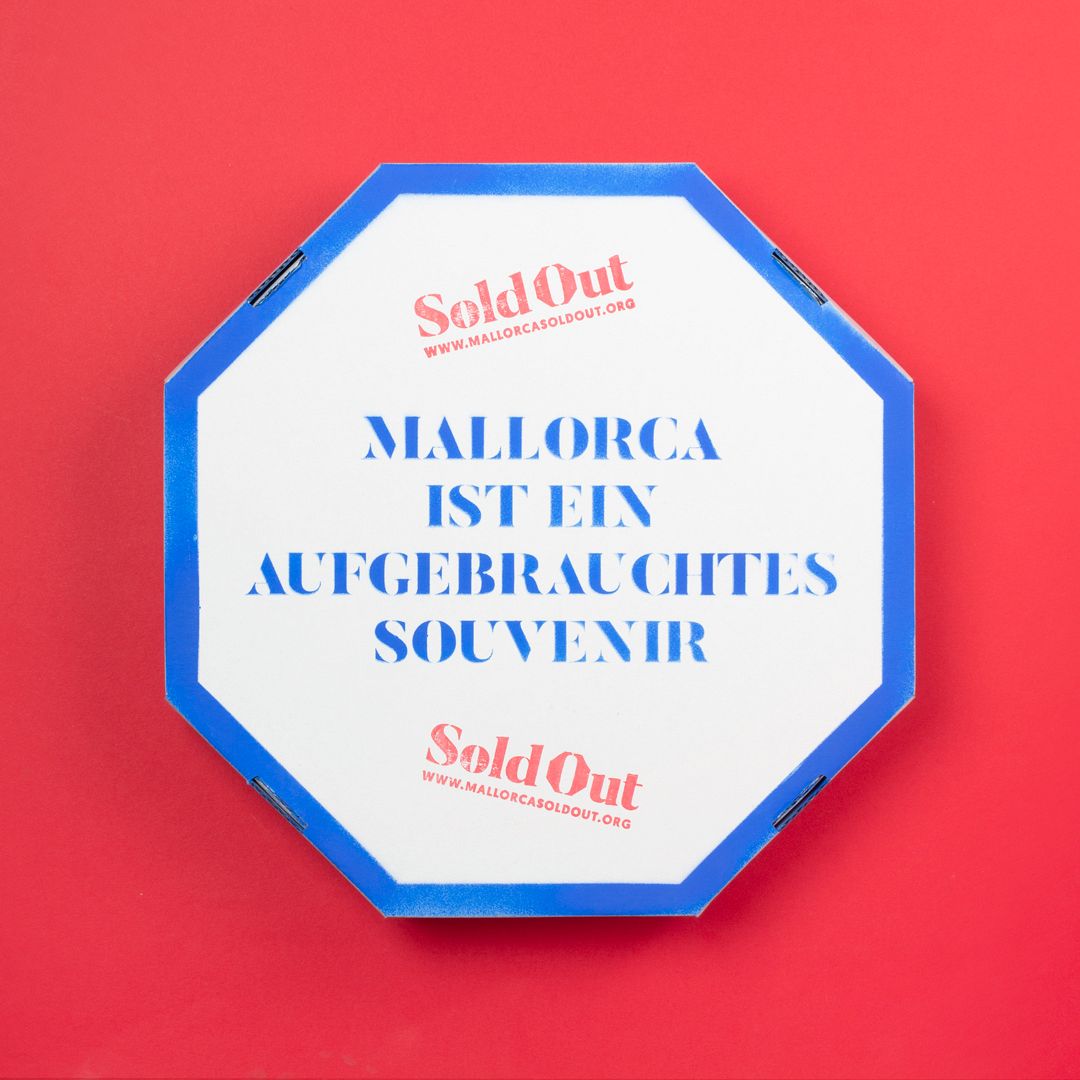 Sold Out
WWW.MALLORCASOLDOUT.ORG
MALLORCA
IST EIN
AUFGEBRAUCHTES
SOUVENIR
Sold Out
WWW.MALLORCASOLDOUT.ORG